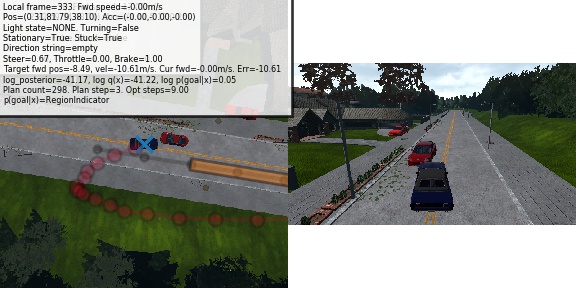 Local frame=333. Fwd speed=-0.00m/s
Pos=(0.31,81.79,38.10). Acc=(-0.00,-0.00,-0.00)
Light state=NONE. Turning=False
Stationary=True. Stuck=True
Direction string=empty
Steer=0.67, Throttle=0.00, Brake=1.00
Target fwd pos=-8.49, vel=-10.61m/s. Cur fwd=-0.00m/s. Err=-10.61
log_posterior=-41.17, log q(x)=-41.22, log p(goal|x)=0.05
Plan count=298. Plan step=3. Opt steps=9.00
p(goal|x)=RegionIndicator